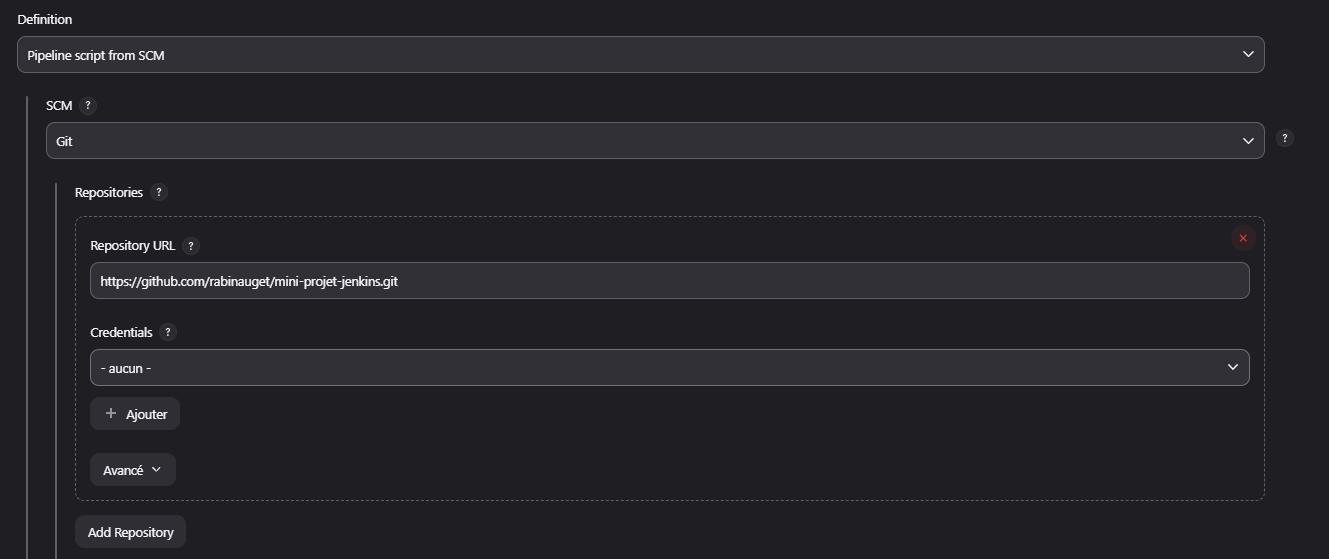 Definition
Pipeline script from SCM
SCM ?
Git
?
Repositories ?
Repository URL ?
https://github.com/rabinauget/mini-projet-jenkins.git
Credentials ?
- aucun -
+ Ajouter
Avancé
Add Repository